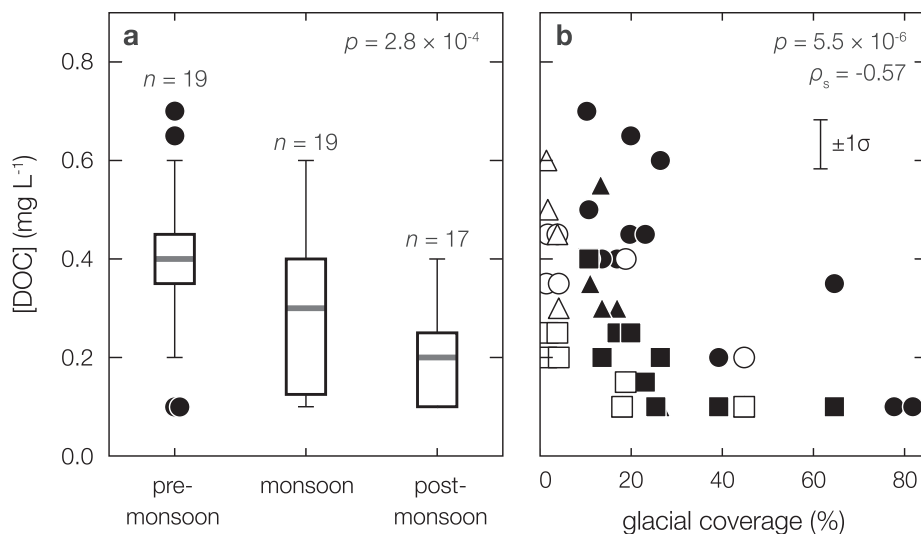 a
p = 2.8 × 10⁻⁴
n = 19
n = 19
n = 17
[DOC] (mg L⁻¹)
0.8
0.6
0.4
0.2
0.0
pre-
monsoon
monsoon
post-
monsoon
b
p = 5.5 × 10⁻⁶
ρₛ = -0.57
±1σ
0 20 40 60 80
glacial coverage (%)